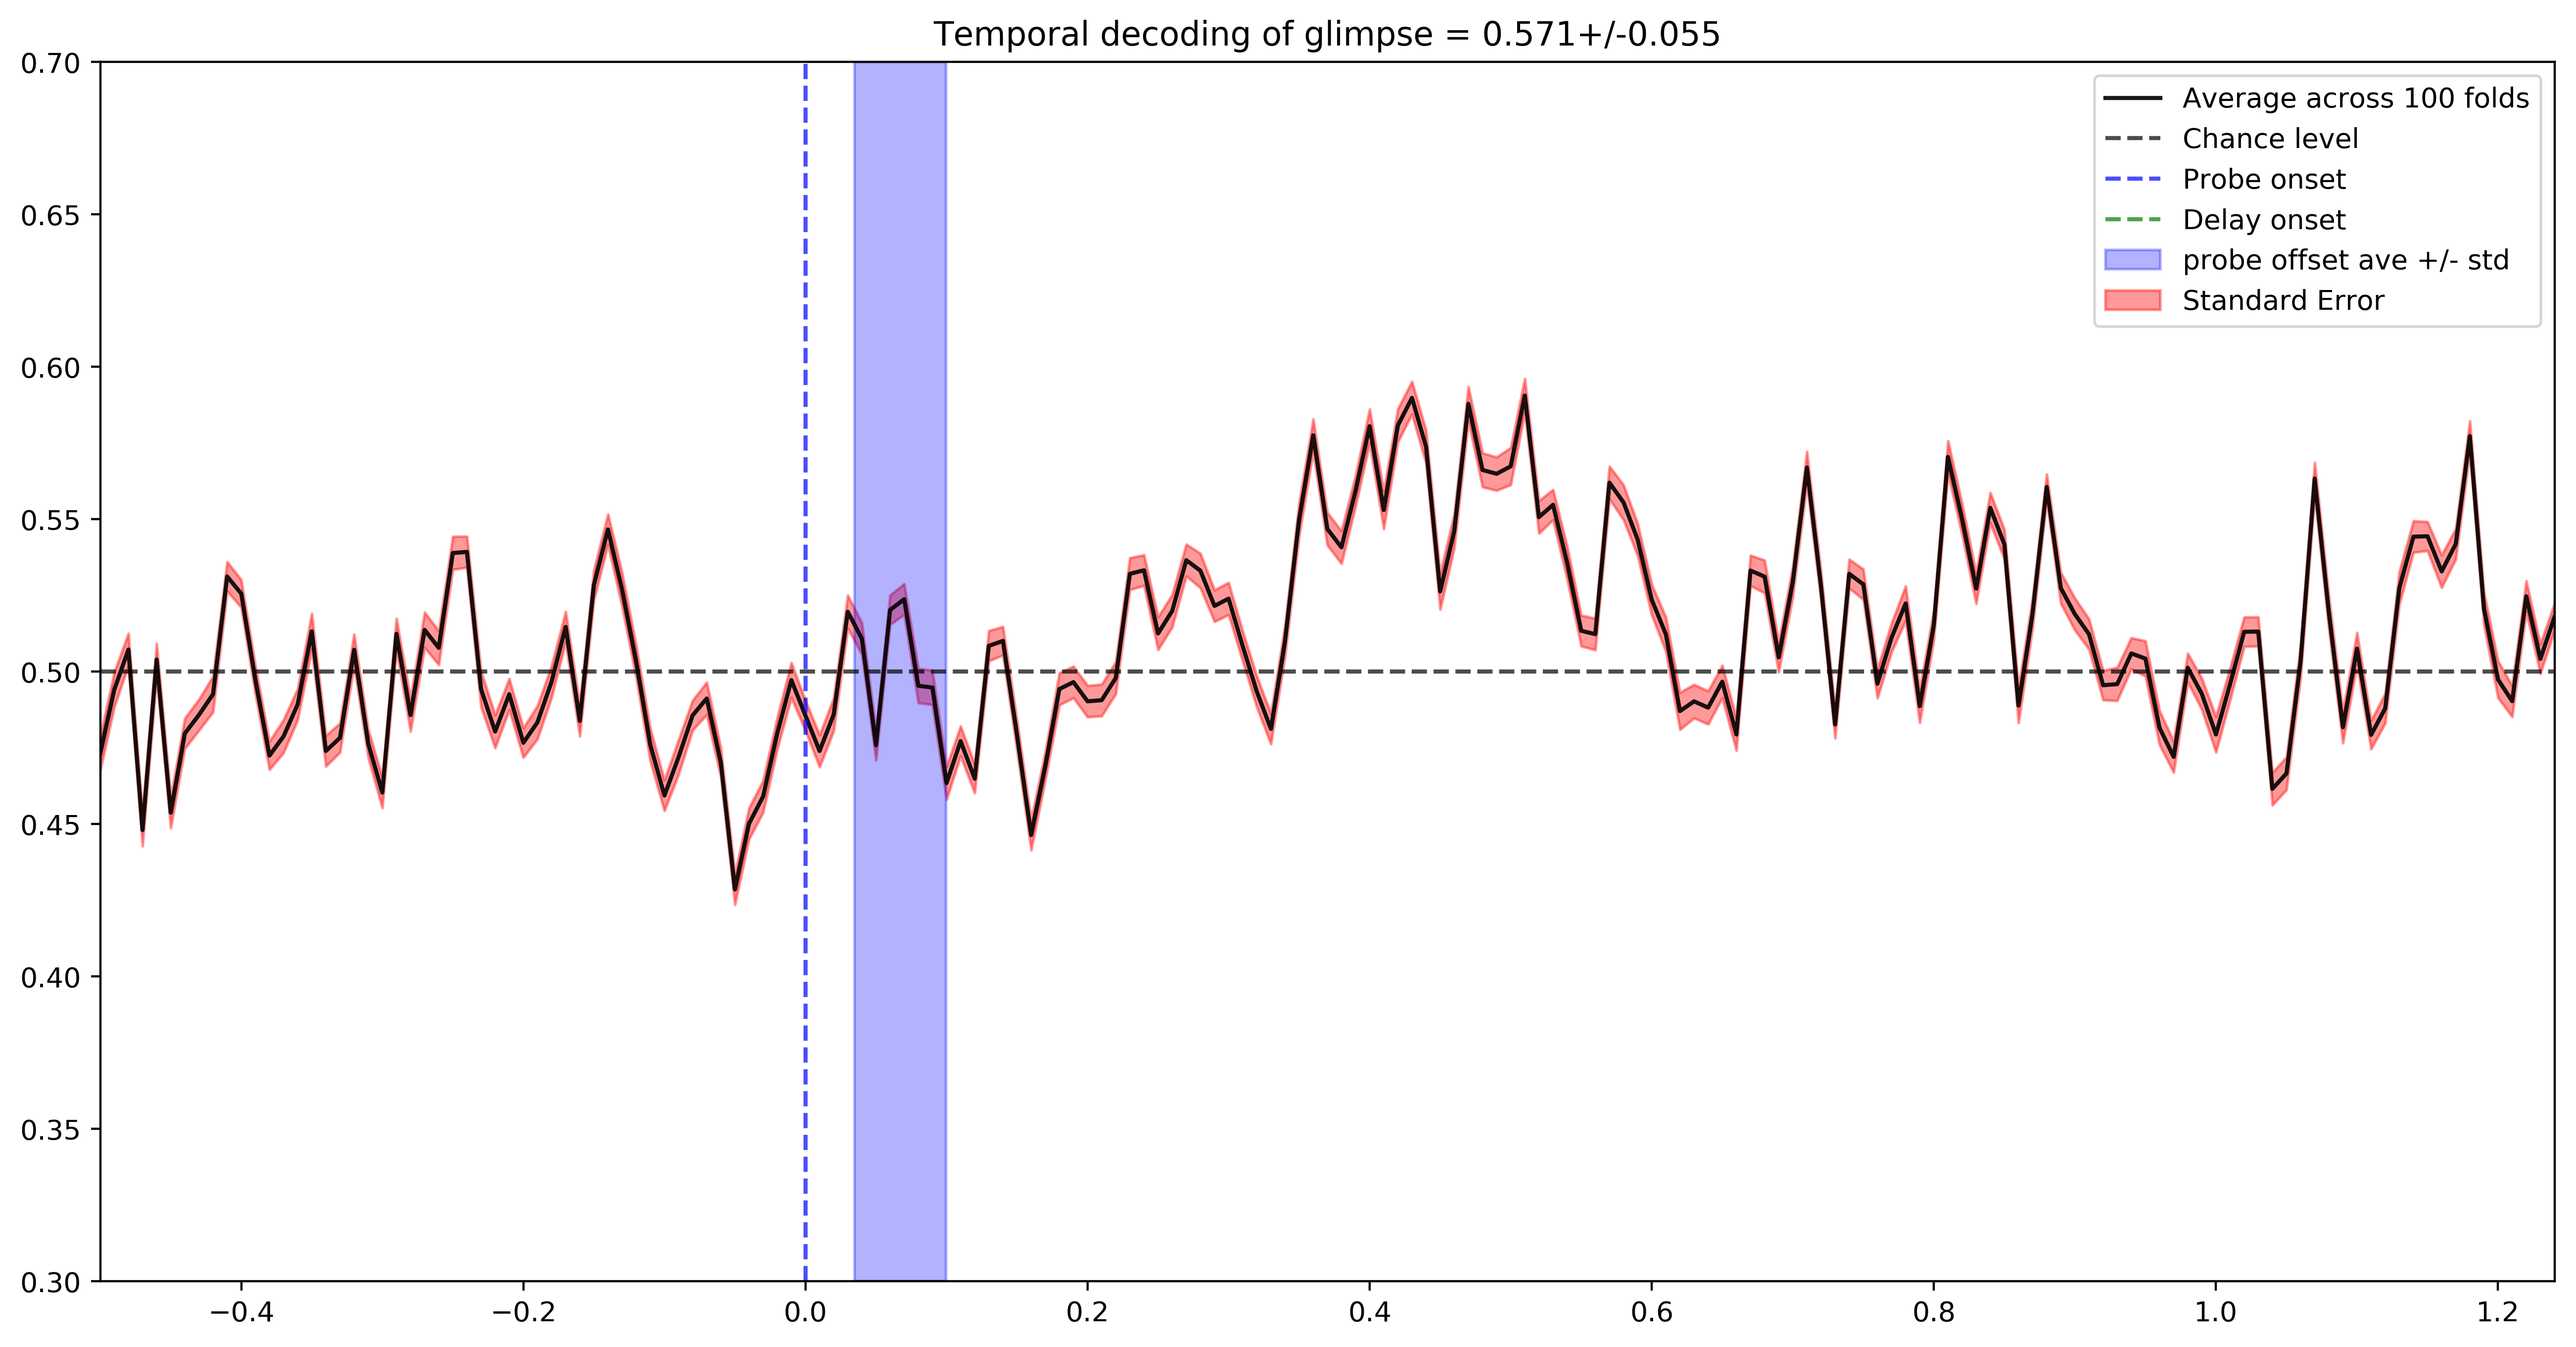 Temporal decoding of glimpse = 0.571+/-0.055
0.70
0.65
0.60
0.55
0.50
0.45
0.40
0.35
0.30
−0.4
−0.2
0.0
0.2
0.4
0.6
0.8
1.0
1.2
Average across 100 folds
Chance level
Probe onset
Delay onset
probe offset ave +/- std
Standard Error